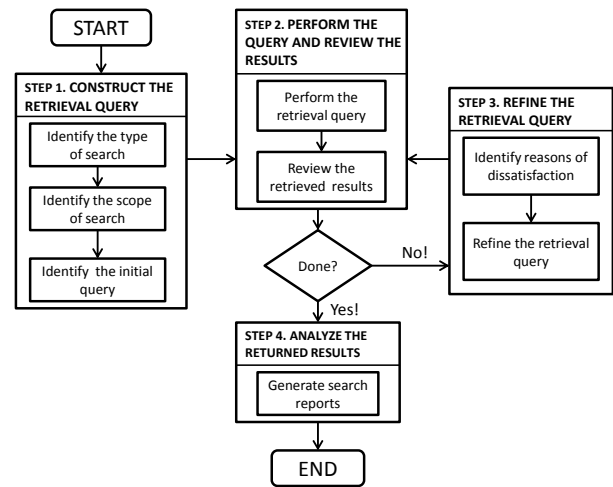 START
STEP 1. CONSTRUCT THE
RETRIEVAL QUERY
Identify the type
of search
Identify the scope
of search
Identify the initial
query
STEP 2. PERFORM THE
QUERY AND REVIEW THE
RESULTS
Perform the
retrieval query
Review the
retrieved results
Done?
No!
Yes!
STEP 3. REFINE THE
RETRIEVAL QUERY
Identify reasons of
dissatisfaction
Refine the retrieval
query
STEP 4. ANALYZE THE
RETURNED RESULTS
Generate search
reports
END